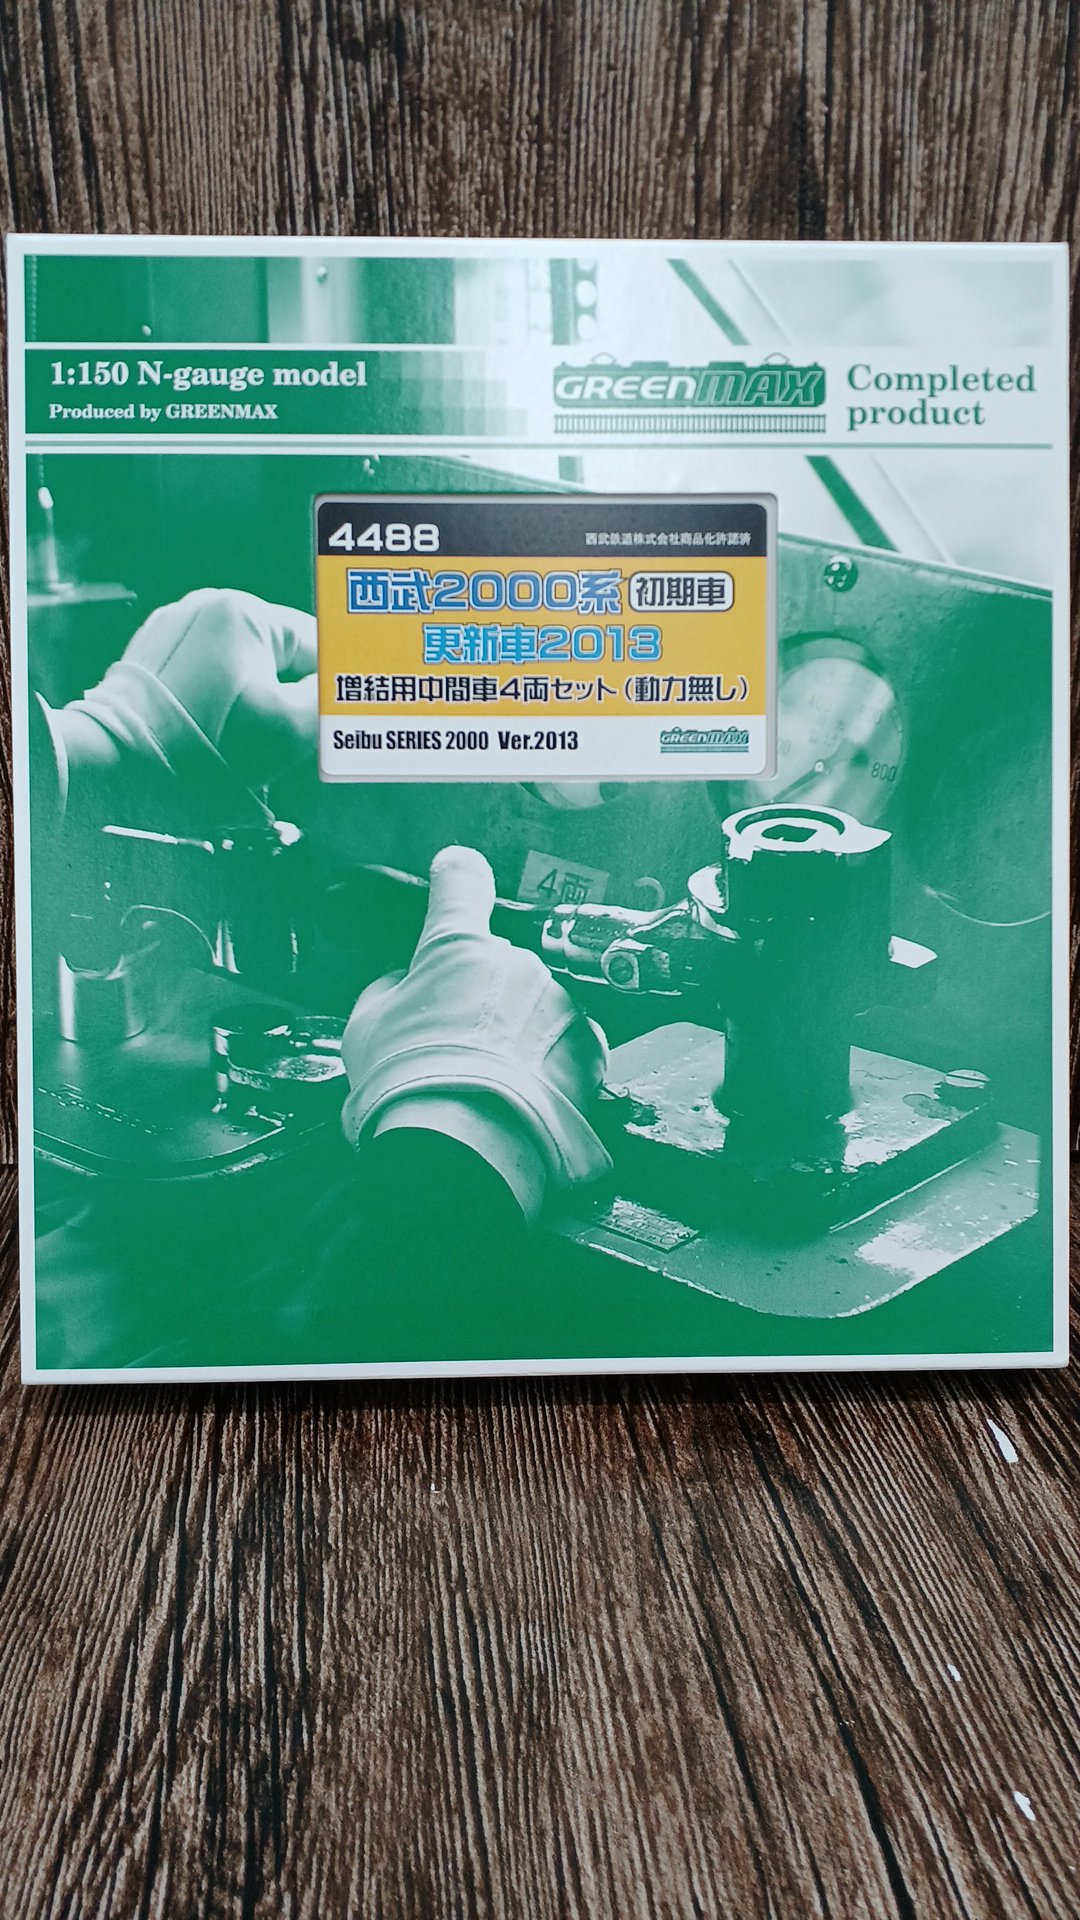 1:150 N-gauge model
Produced by GREENMAX
GREENMAX
Completed
product
4488
西武鉄道株式会社商品化許諾済
西武2000系 初期車
更新車2013
増結用中間車4両セット(動力無し)
Seibu SERIES 2000 Ver.2013
GREENMAX
800
4両